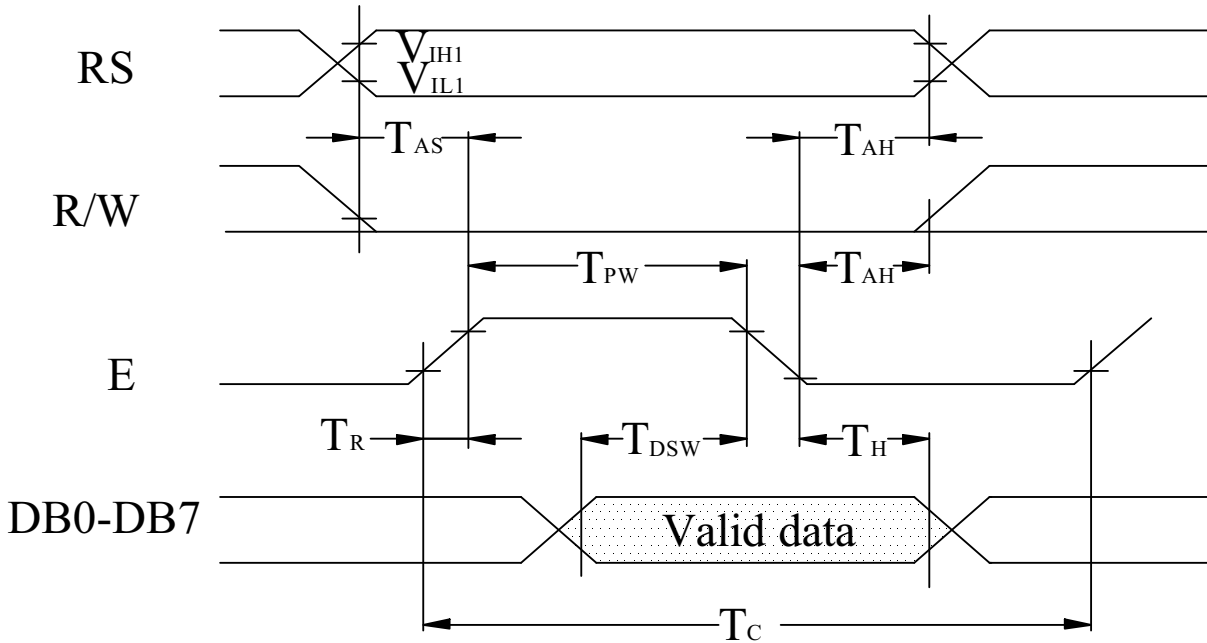 RS
VIH1
VIL1
TAS
TAH
R/W
TPW
TAH
E
TR
TDSW
TH
DB0-DB7
Valid data
TC